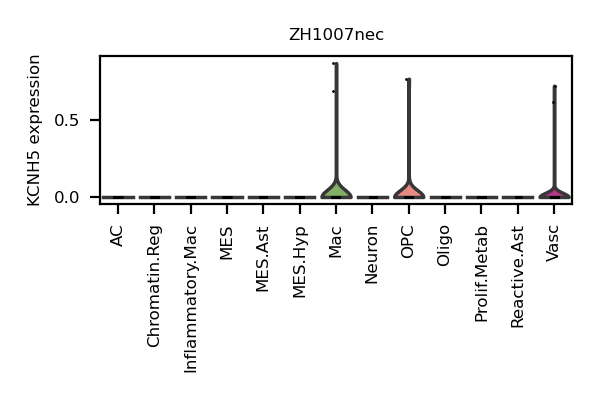 ZH1007nec
KCNH5 expression
0.5
0.0
AC
Chromatin.Reg
Inflammatory.Mac
MES
MES.Ast
MES.Hyp
Mac
Neuron
OPC
Oligo
Prolif.Metab
Reactive.Ast
Vasc